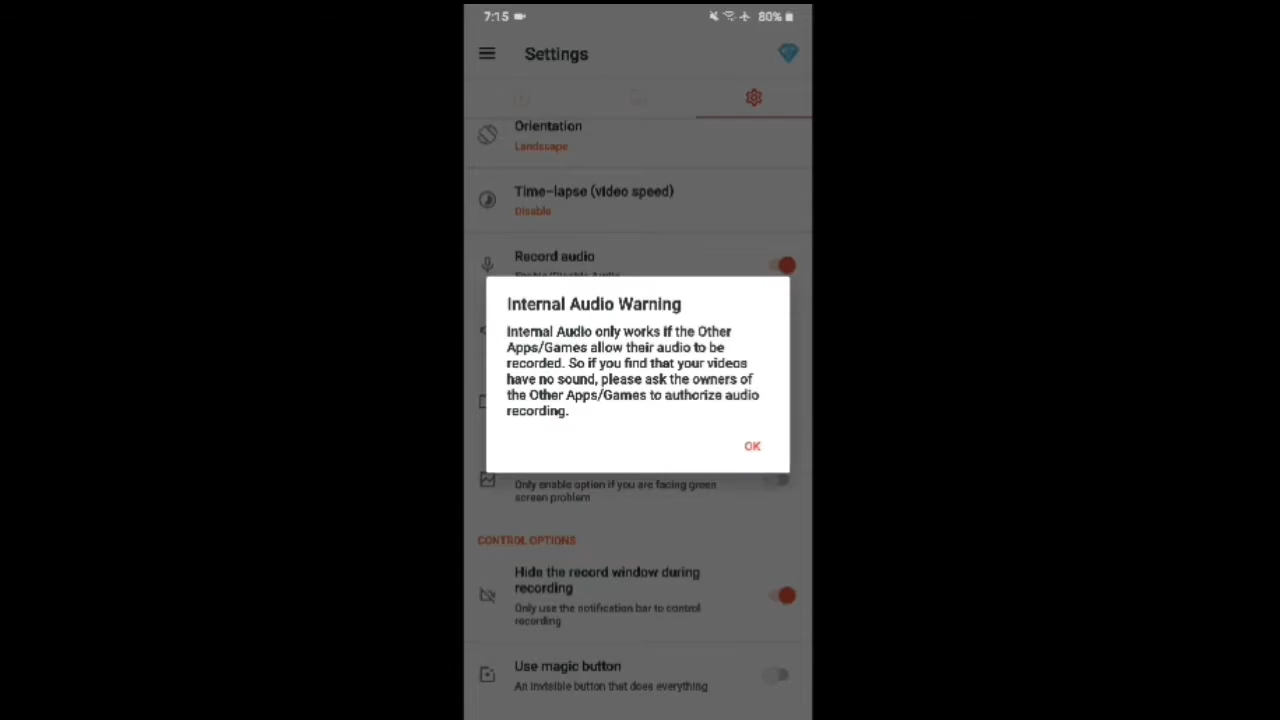 7:15 80%
Settings
Orientation
Landscape
Time-lapse (video speed)
Disable
Record audio
Enable/Disable Audio
Internal Audio Warning
Internal Audio only works if the Other
Apps/Games allow their audio to be
recorded. So if you find that your videos
have no sound, please ask the owners of
the Other Apps/Games to authorize audio
recording.
OK
Only enable option if you are facing green
screen problem
CONTROL OPTIONS
Hide the record window during
recording
Only use the notification bar to control
recording
Use magic button
An invisible button that does everything